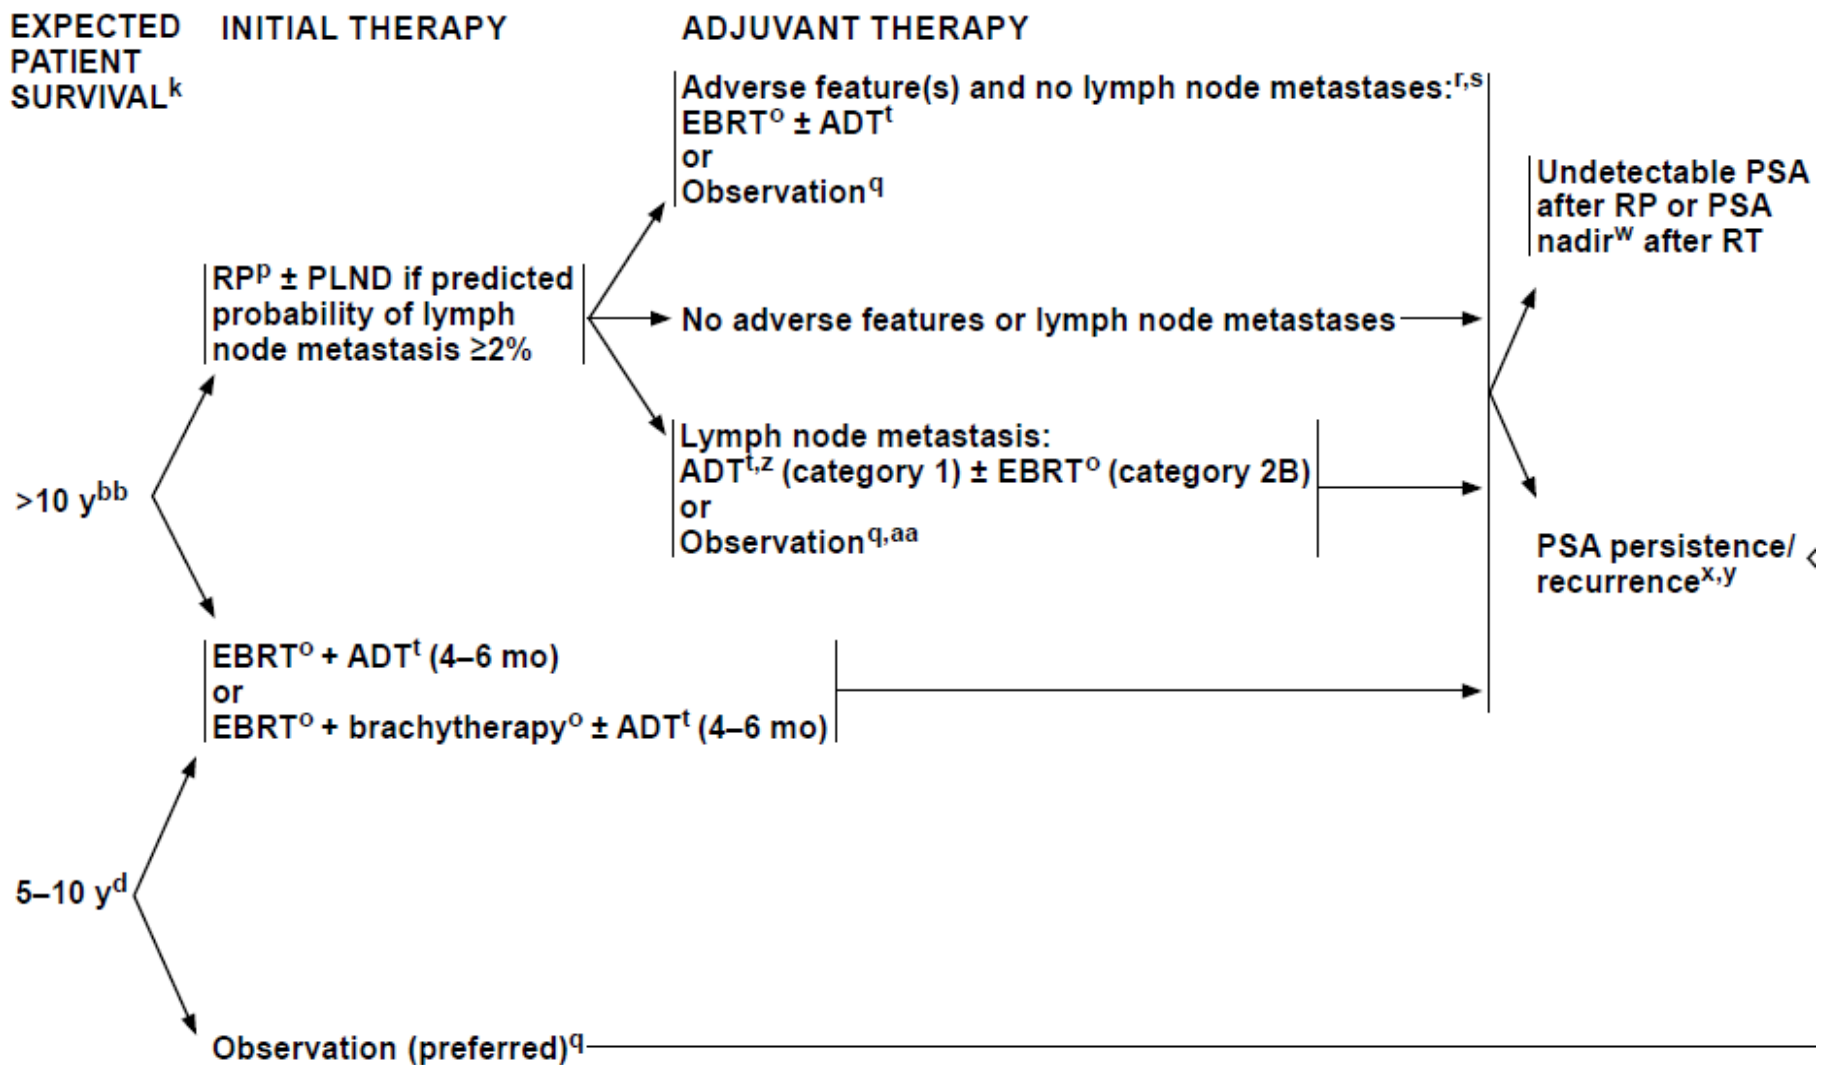 EXPECTED
PATIENT
SURVIVALᵏ
INITIAL THERAPY
ADJUVANT THERAPY
Adverse feature(s) and no lymph node metastases:ʳ,ˢ
EBRTᵒ ± ADTᵗ
or
Observation^q
Undetectable PSA
after RP or PSA
nadirʷ after RT
RPᵖ ± PLND if predicted
probability of lymph
node metastasis ≥2%
No adverse features or lymph node metastases
Lymph node metastasis:
ADTᵗ,ᶻ (category 1) ± EBRTᵒ (category 2B)
or
Observation^q,aa
>10 yᵇᵇ
PSA persistence/
recurrenceˣ,ʸ
EBRTᵒ + ADTᵗ (4–6 mo)
or
EBRTᵒ + brachytherapyᵒ ± ADTᵗ (4–6 mo)
5–10 yᵈ
Observation (preferred)^q